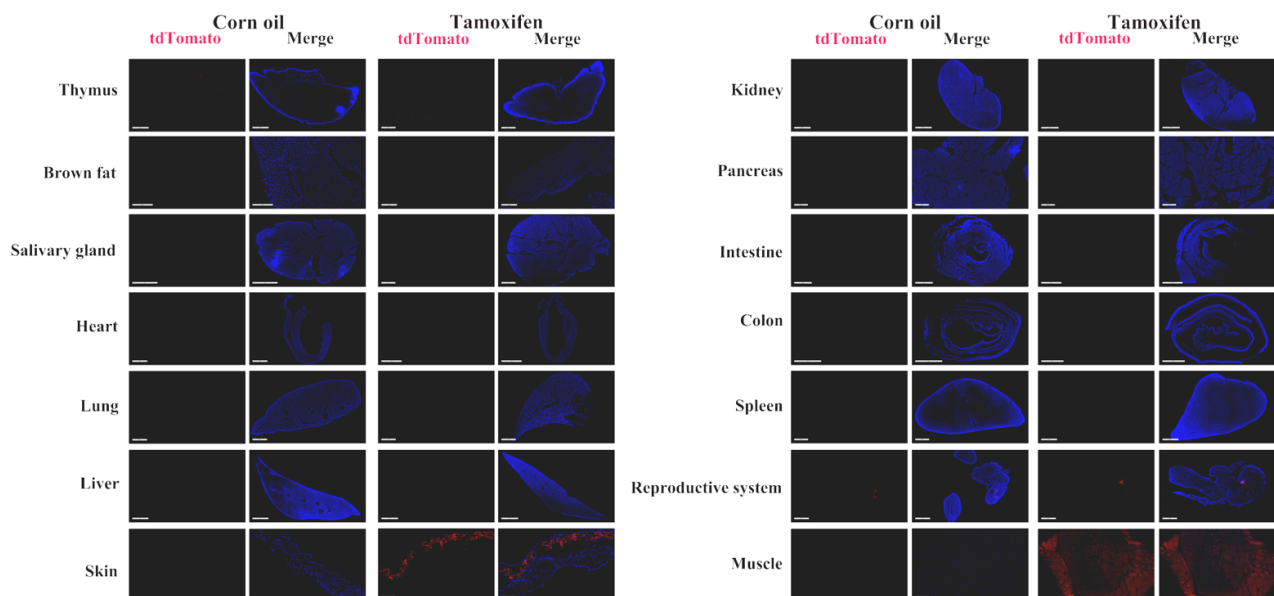 Corn oil Tamoxifen
tdTomato Merge tdTomato Merge
Thymus
Brown fat
Salivary gland
Heart
Lung
Liver
Skin
Corn oil Tamoxifen
tdTomato Merge tdTomato Merge
Kidney
Pancreas
Intestine
Colon
Spleen
Reproductive system
Muscle